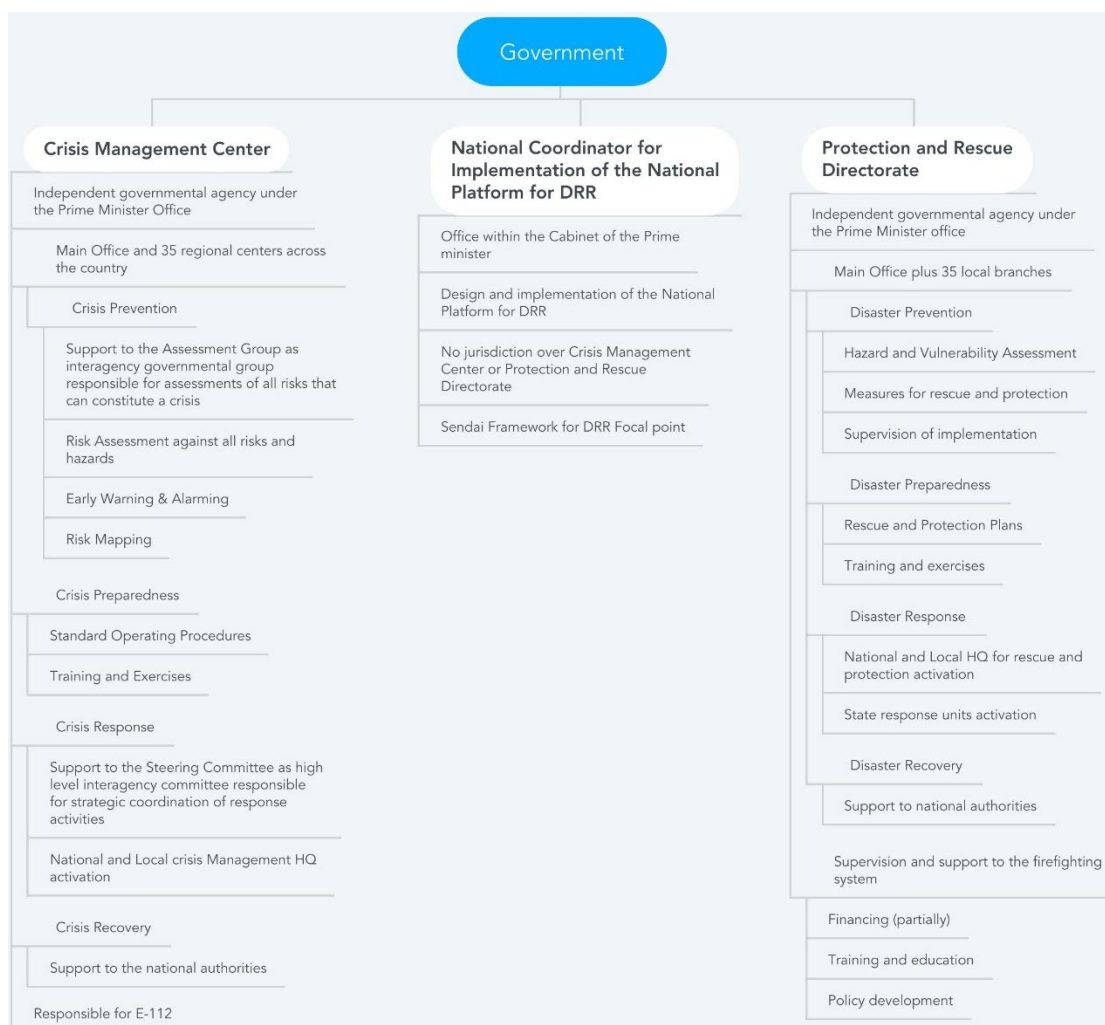 Government
Crisis Management Center
Independent governmental agency under
the Prime Minister Office
Main Office and 35 regional centers across
the country
Crisis Prevention
Support to the Assessment Group as
interagency governmental group
responsible for assessments of all risks that
can constitute a crisis
Risk Assessment against all risks and
hazards
Early Warning & Alarming
Risk Mapping
Crisis Preparedness
Standard Operating Procedures
Training and Exercises
Crisis Response
Support to the Steering Committee as high
level interagency committee responsible
for strategic coordination of response
activities
National and Local crisis Management HQ
activation
Crisis Recovery
Support to the national authorities
Responsible for E-112
National Coordinator for
Implementation of the National
Platform for DRR
Office within the Cabinet of the Prime
minister
Design and implementation of the National
Platform for DRR
No jurisdiction over Crisis Management
Center or Protection and Rescue
Directorate
Sendai Framework for DRR Focal point
Protection and Rescue
Directorate
Independent governmental agency under
the Prime Minister office
Main Office plus 35 local branches
Disaster Prevention
Hazard and Vulnerability Assessment
Measures for rescue and protection
Supervision of implementation
Disaster Preparedness
Rescue and Protection Plans
Training and exercises
Disaster Response
National and Local HQ for rescue and
protection activation
State response units activation
Disaster Recovery
Support to national authorities
Supervision and support to the firefighting
system
Financing (partially)
Training and education
Policy development